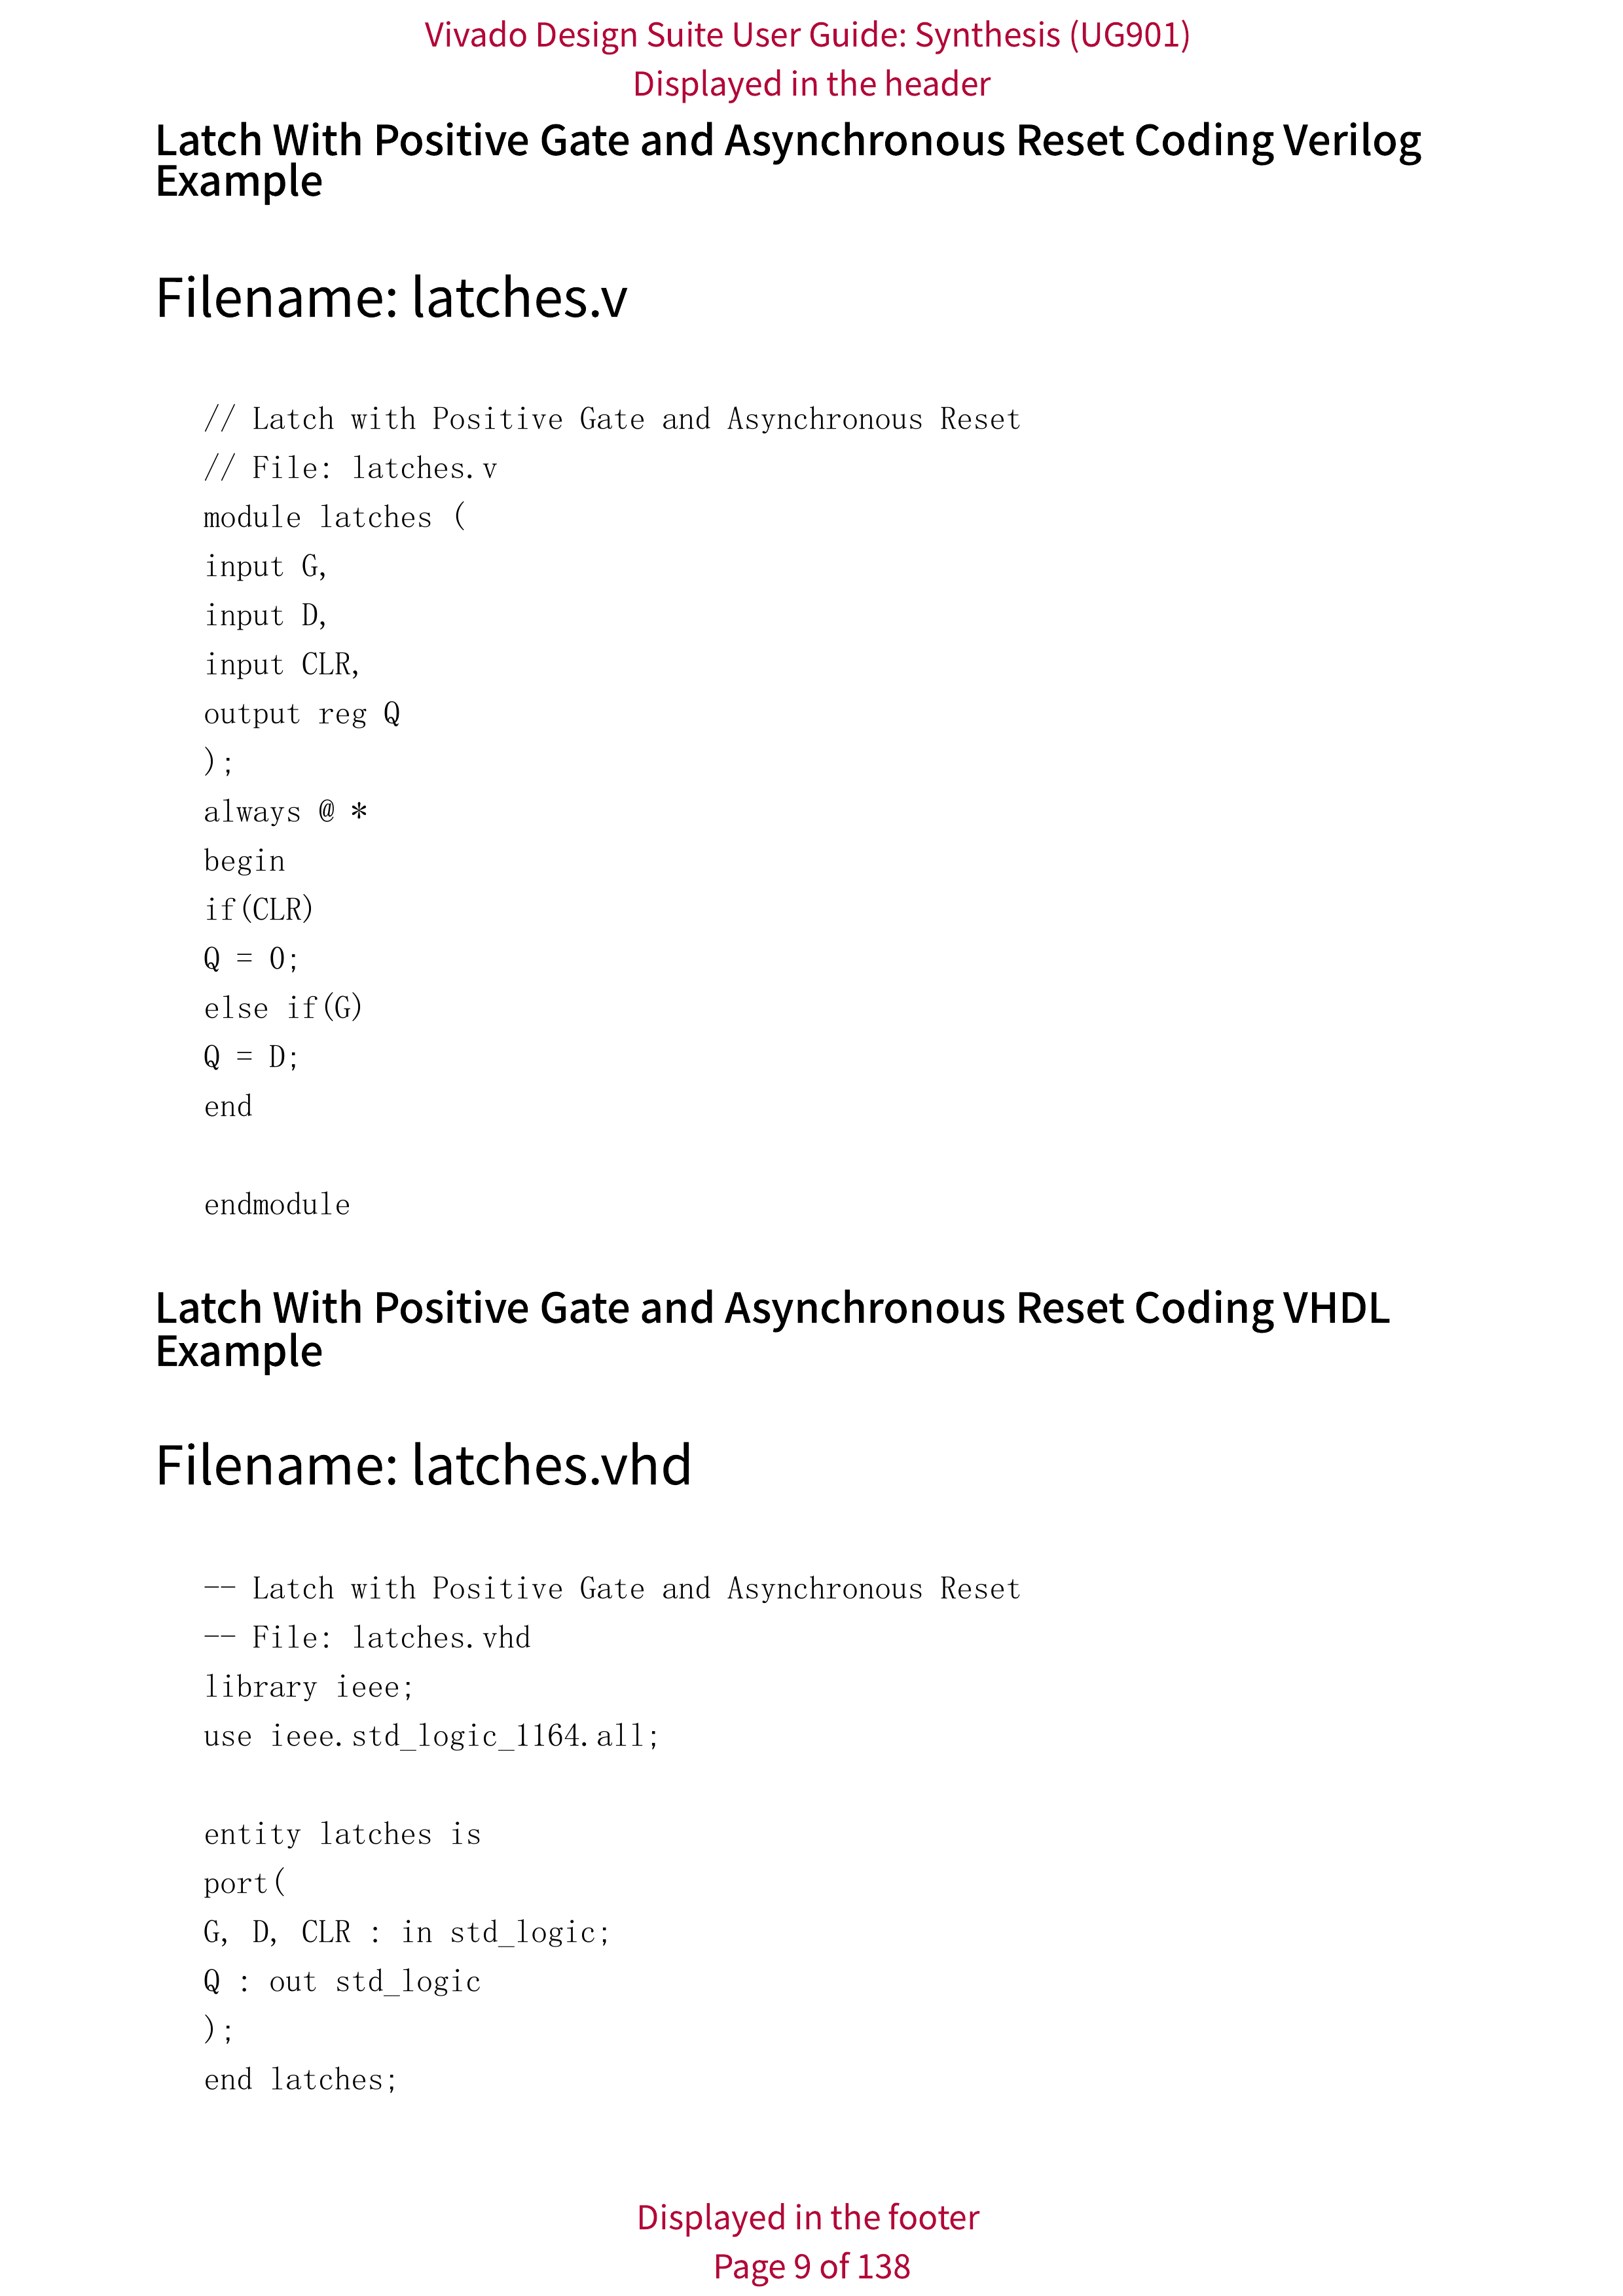 Vivado Design Suite User Guide: Synthesis (UG901)
Displayed in the header
Latch With Positive Gate and Asynchronous Reset Coding Verilog
Example
Filename: latches.v
// Latch with Positive Gate and Asynchronous Reset
// File: latches.v
module latches (
input G,
input D,
input CLR,
output reg Q
);
always @ *
begin
if(CLR)
Q = 0;
else if(G)
Q = D;
end
endmodule
Latch With Positive Gate and Asynchronous Reset Coding VHDL
Example
Filename: latches.vhd
-- Latch with Positive Gate and Asynchronous Reset
-- File: latches.vhd
library ieee;
use ieee.std_logic_1164.all;
entity latches is
port(
G, D, CLR : in std_logic;
Q : out std_logic
);
end latches;
Displayed in the footer
Page 9 of 138